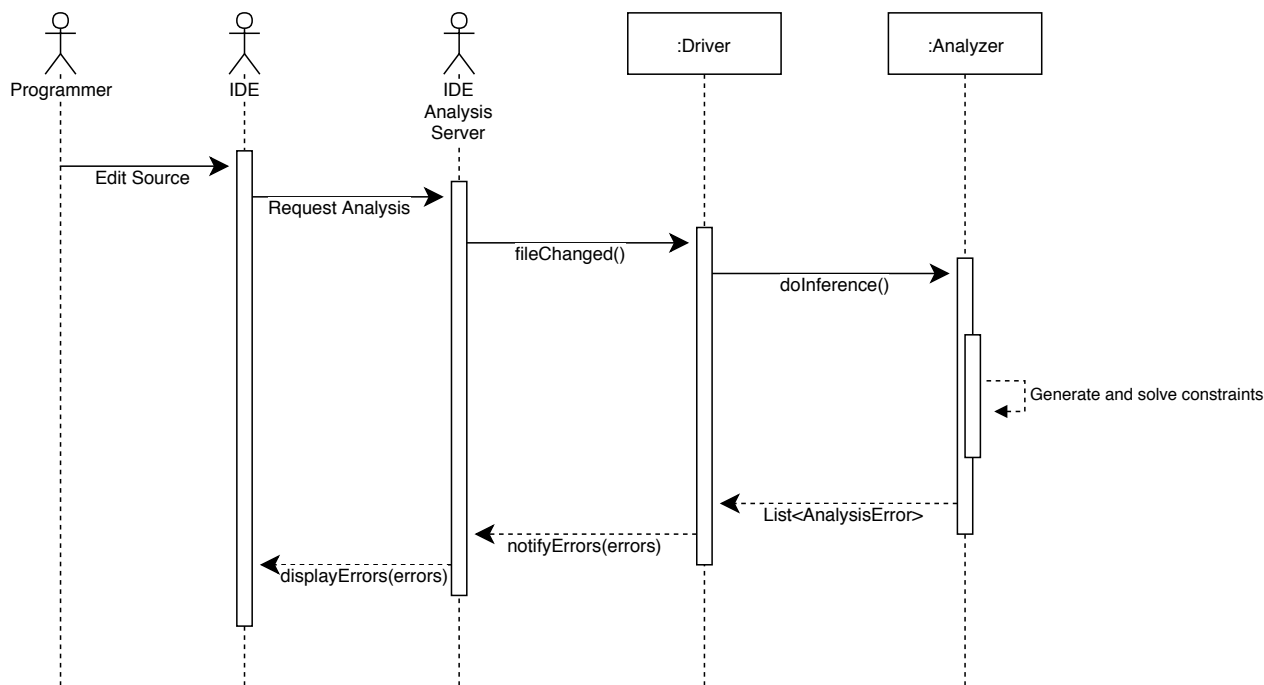 :Driver
:Analyzer
Programmer
IDE
IDE
Analysis
Server
Edit Source
Request Analysis
fileChanged()
doInference()
Generate and solve constraints
List<AnalysisError>
notifyErrors(errors)
displayErrors(errors)